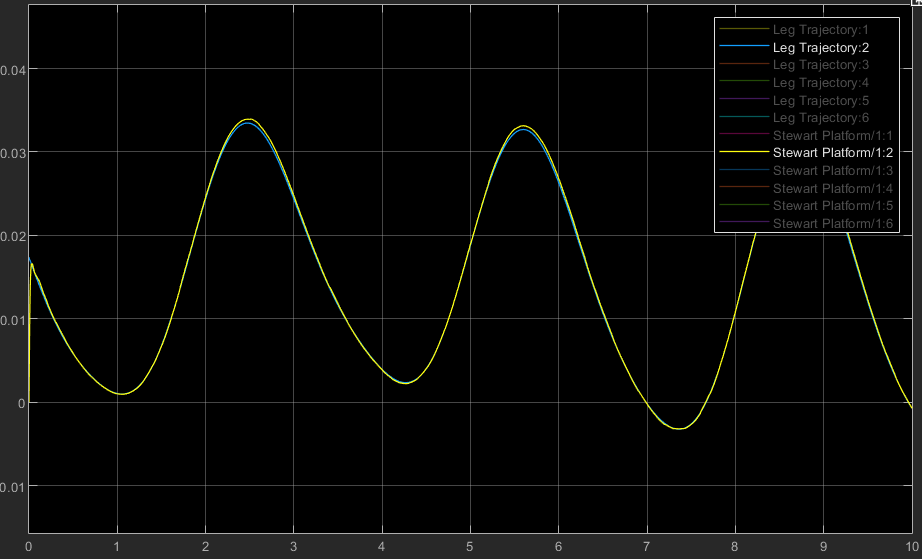 Leg Trajectory:1
Leg Trajectory:2
Leg Trajectory:3
Leg Trajectory:4
Leg Trajectory:5
Leg Trajectory:6
Stewart Platform/1:1
Stewart Platform/1:2
Stewart Platform/1:3
Stewart Platform/1:4
Stewart Platform/1:5
Stewart Platform/1:6
0.04
0.03
0.02
0.01
0
0.01
0 1 2 3 4 5 6 7 8 9 10